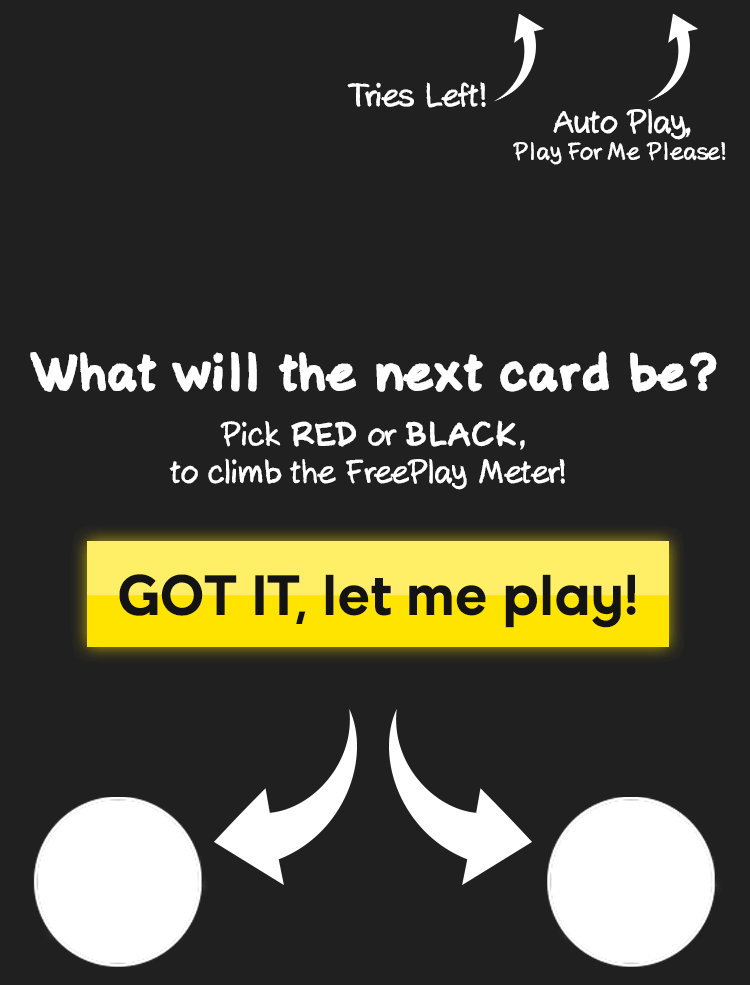 Tries Left!
Auto Play,
Play For Me Please!
What will the next card be?
Pick RED or BLACK,
to climb the FreePlay Meter!
GOT IT, let me play!